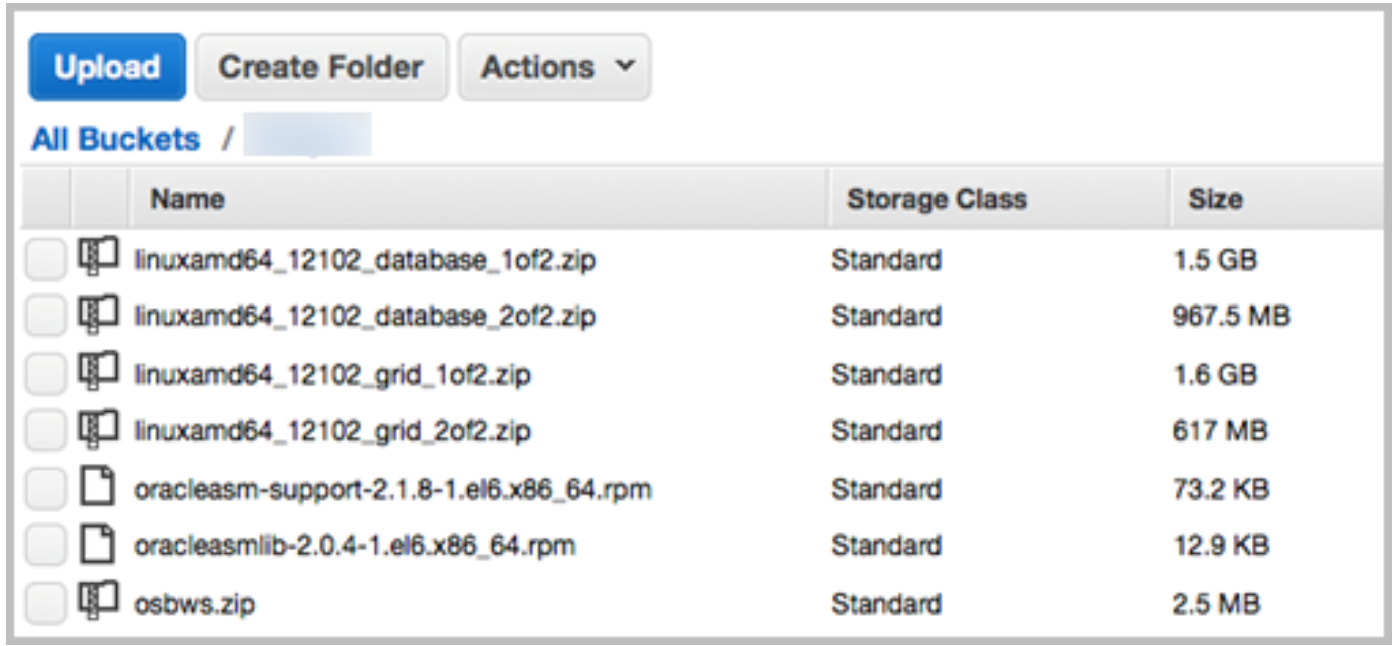 Upload Create Folder Actions
All Buckets /
Name Storage Class Size
linuxamd64_12102_database_1of2.zip Standard 1.5 GB
linuxamd64_12102_database_2of2.zip Standard 967.5 MB
linuxamd64_12102_grid_1of2.zip Standard 1.6 GB
linuxamd64_12102_grid_2of2.zip Standard 617 MB
oracleasm-support-2.1.8-1.el6.x86_64.rpm Standard 73.2 KB
oracleasmlib-2.0.4-1.el6.x86_64.rpm Standard 12.9 KB
osbws.zip Standard 2.5 MB